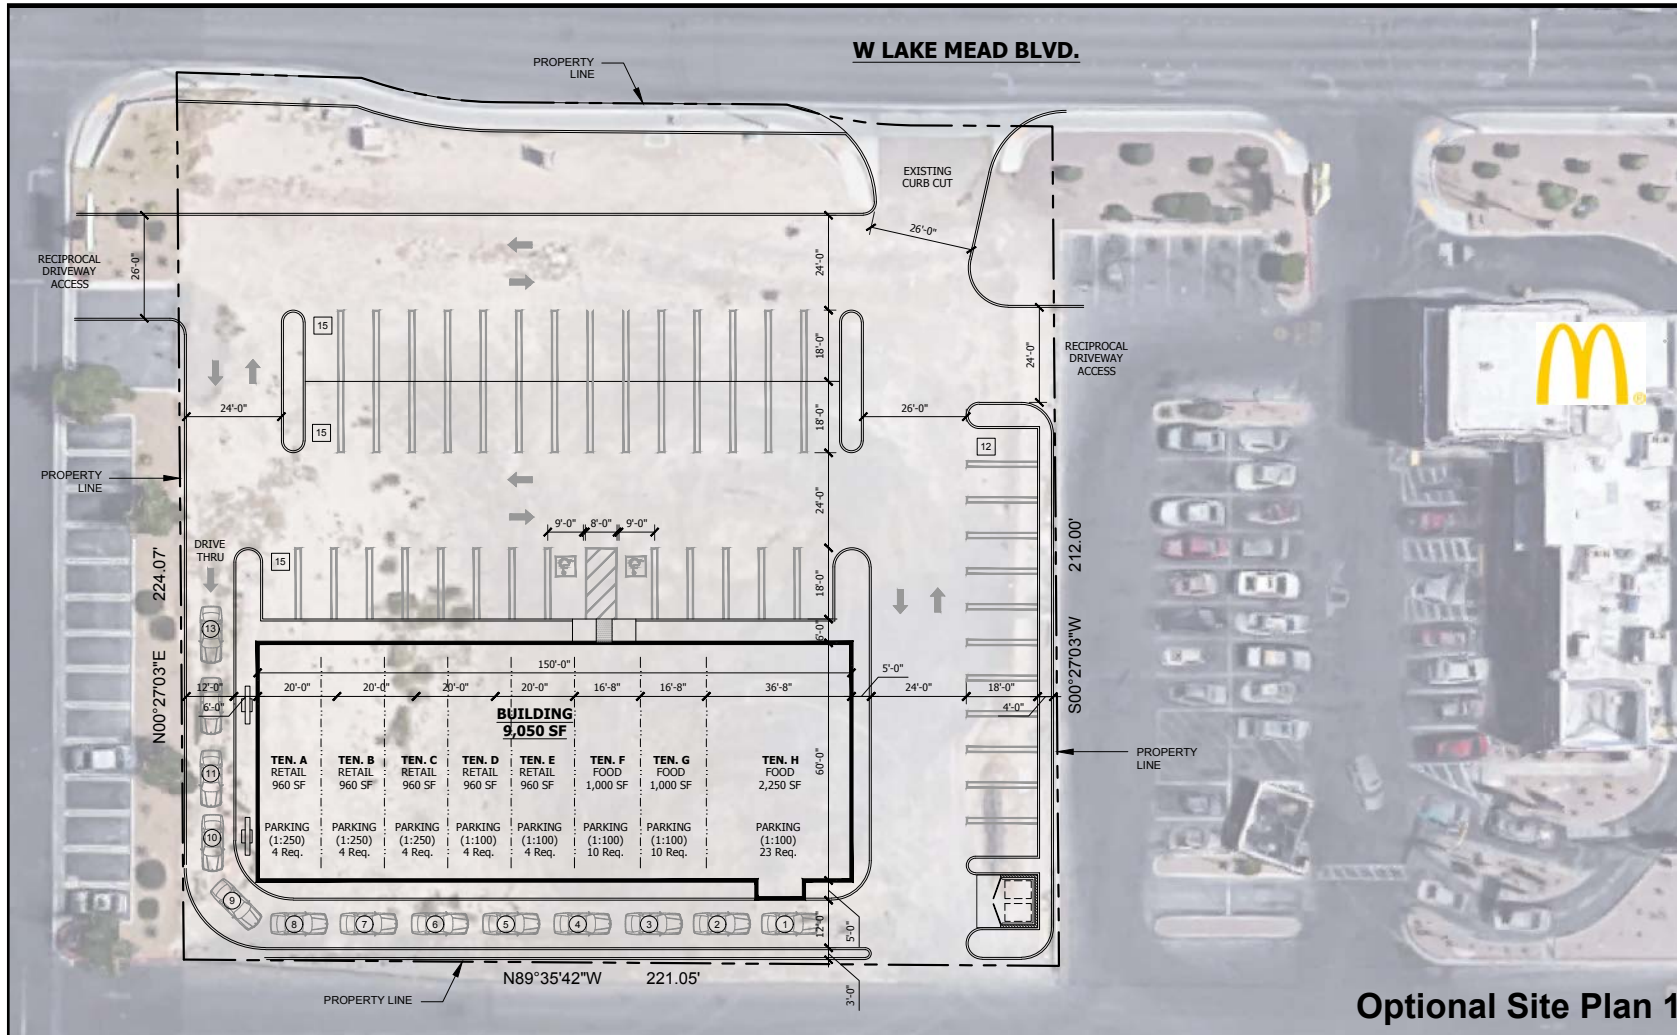 W LAKE MEAD BLVD.
PROPERTY
LINE
EXISTING
CURB CUT
26'-0"
RECIPROCAL
DRIVEWAY
ACCESS
26'-0"
24'-0"
15
18'-0"
24'-0"
RECIPROCAL
DRIVEWAY
ACCESS
®
24'-0"
26'-0"
15
18'-0"
12
PROPERTY
LINE
24'-0"
9'-0" 8'-0" 9'-0"
DRIVE
THRU
15
18'-0"
N00°27'03"E 224.07'
S00°27'03"W 212.00'
13
6'-0"
150'-0"
5'-0"
12'-0" 20'-0" 20'-0" 20'-0" 20'-0" 16'-8" 16'-8" 36'-8" 24'-0" 18'-0"
6'-0"
4'-0"
BUILDING
9,050 SF
60'-0"
PROPERTY
LINE
TEN. A
RETAIL
960 SF
PARKING
(1:250)
4 Req.
TEN. B
RETAIL
960 SF
PARKING
(1:250)
4 Req.
TEN. C
RETAIL
960 SF
PARKING
(1:250)
4 Req.
TEN. D
RETAIL
960 SF
PARKING
(1:100)
4 Req.
TEN. E
RETAIL
960 SF
PARKING
(1:100)
4 Req.
TEN. F
FOOD
1,000 SF
PARKING
(1:100)
10 Req.
TEN. G
FOOD
1,000 SF
PARKING
(1:100)
10 Req.
TEN. H
FOOD
2,250 SF
PARKING
(1:100)
23 Req.
11
10
9
8 7 6 5 4 3 2 1
12'-0"
5'-0"
3'-0"
N89°35'42"W 221.05'
PROPERTY LINE
Optional Site Plan 1